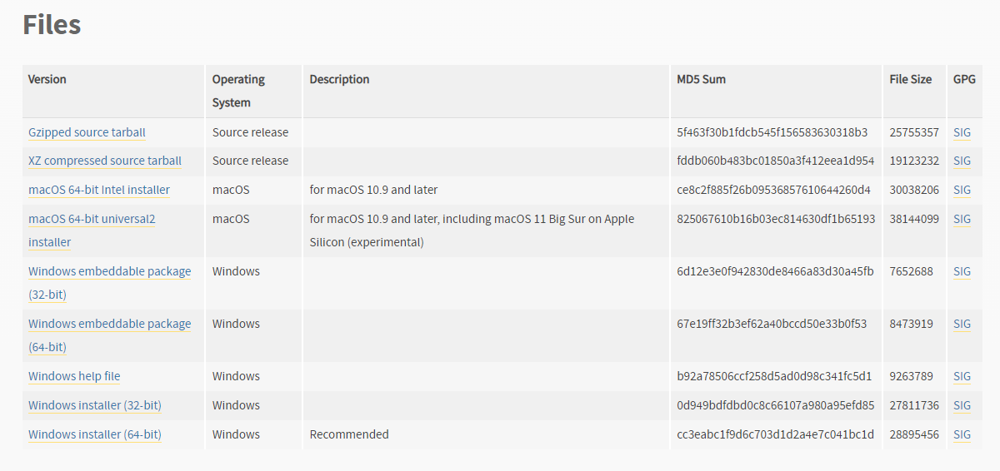 Files
Version Operating System Description MD5 Sum File Size GPG
Gzipped source tarball Source release 5f463f30b1fdcb545f156583630318b3 25755357 SIG
XZ compressed source tarball Source release fddb060b483bc01850a3f412eea1d954 19123232 SIG
macOS 64-bit Intel installer macOS for macOS 10.9 and later ce8c2f885f26b09536857610644260d4 30038206 SIG
macOS 64-bit universal2 macOS for macOS 10.9 and later, including macOS 11 Big Sur on Apple 825067610b16b03ec814630df1b65193 38144099 SIG
installer Silicon (experimental)
Windows embeddable package Windows 6d12e3e0f942830de8466a83d30a45fb 7652688 SIG
(32-bit)
Windows embeddable package Windows 67e19ff32b3ef62a40bccd50e33b0f53 8473919 SIG
(64-bit)
Windows help file Windows b92a78506ccf258d5ad0d98c341fc5d1 9263789 SIG
Windows installer (32-bit) Windows 0d949bdfdbd0c8c66107a980a95efd85 27811736 SIG
Windows installer (64-bit) Windows Recommended cc3eabc1f9d6c703d1d2a4e7c041bc1d 28895456 SIG